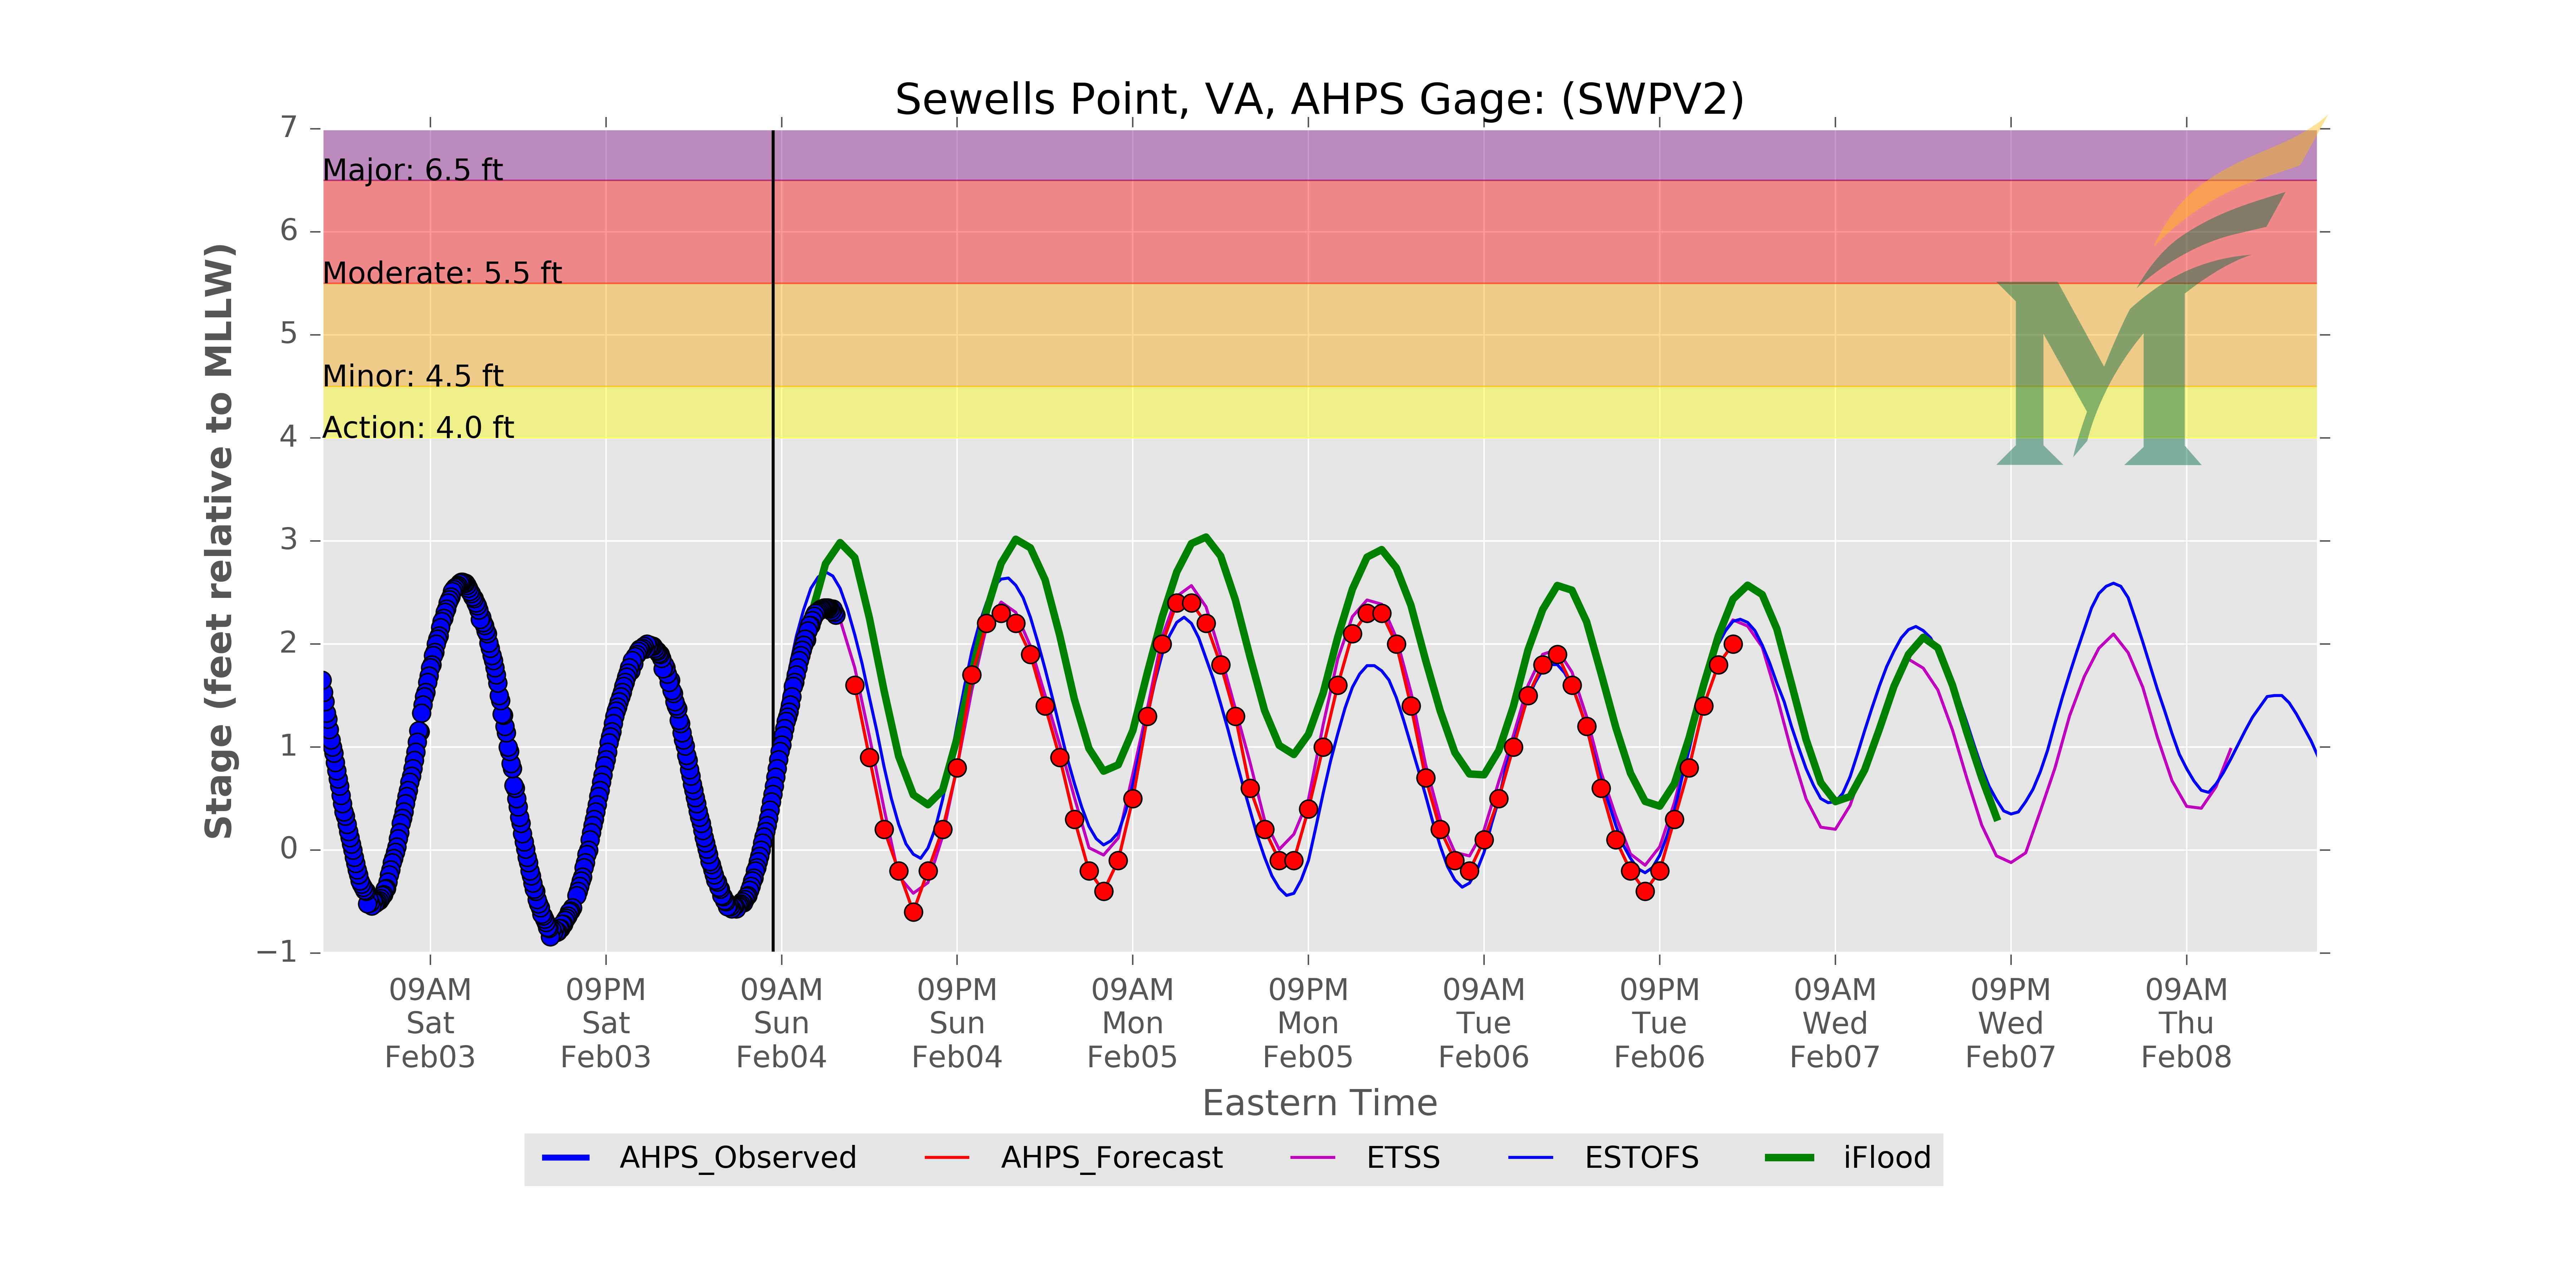 Sewells Point, VA, AHPS Gage: (SWPV2)
7
Major: 6.5 ft
6
Moderate: 5.5 ft
5
Minor: 4.5 ft
Action: 4.0 ft
4
3
2
1
0
−1
Stage (feet relative to MLLW)
09AM 09PM 09AM 09PM 09AM 09PM 09AM 09PM 09AM 09PM 09AM
Sat Sat Sun Sun Mon Mon Tue Tue Wed Wed Thu
Feb03 Feb03 Feb04 Feb04 Feb05 Feb05 Feb06 Feb06 Feb07 Feb07 Feb08
Eastern Time
AHPS_Observed AHPS_Forecast ETSS ESTOFS iFlood
M